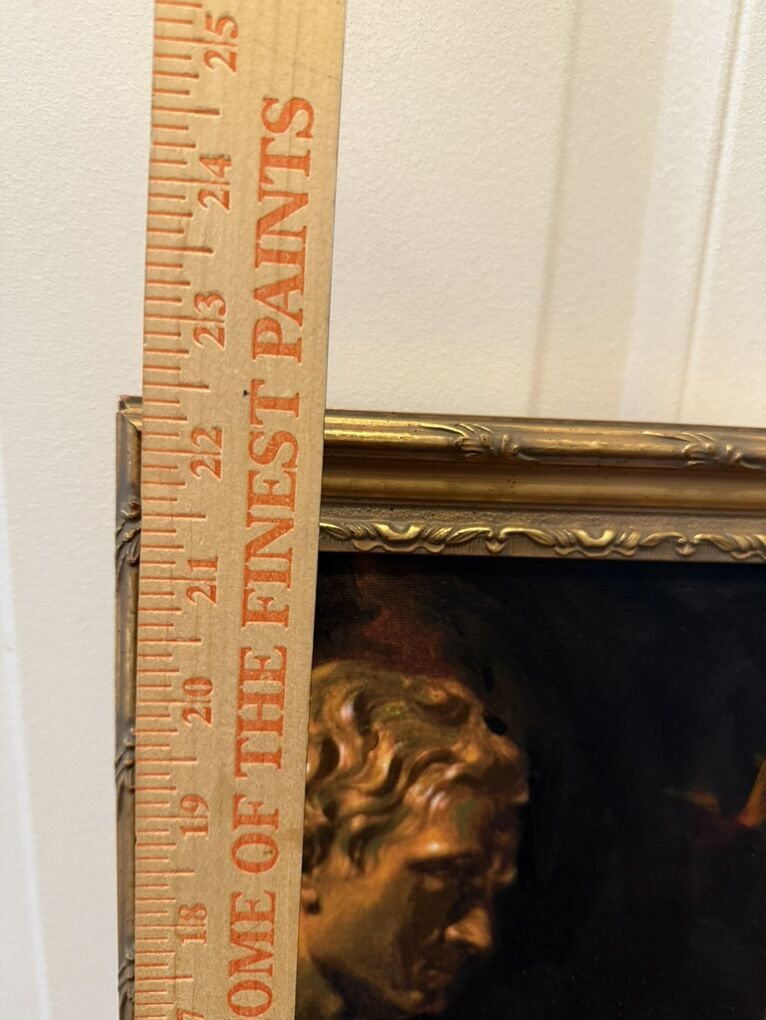 OME OF THE FINEST PAINTS
18 19 20 21 22 23 24 25